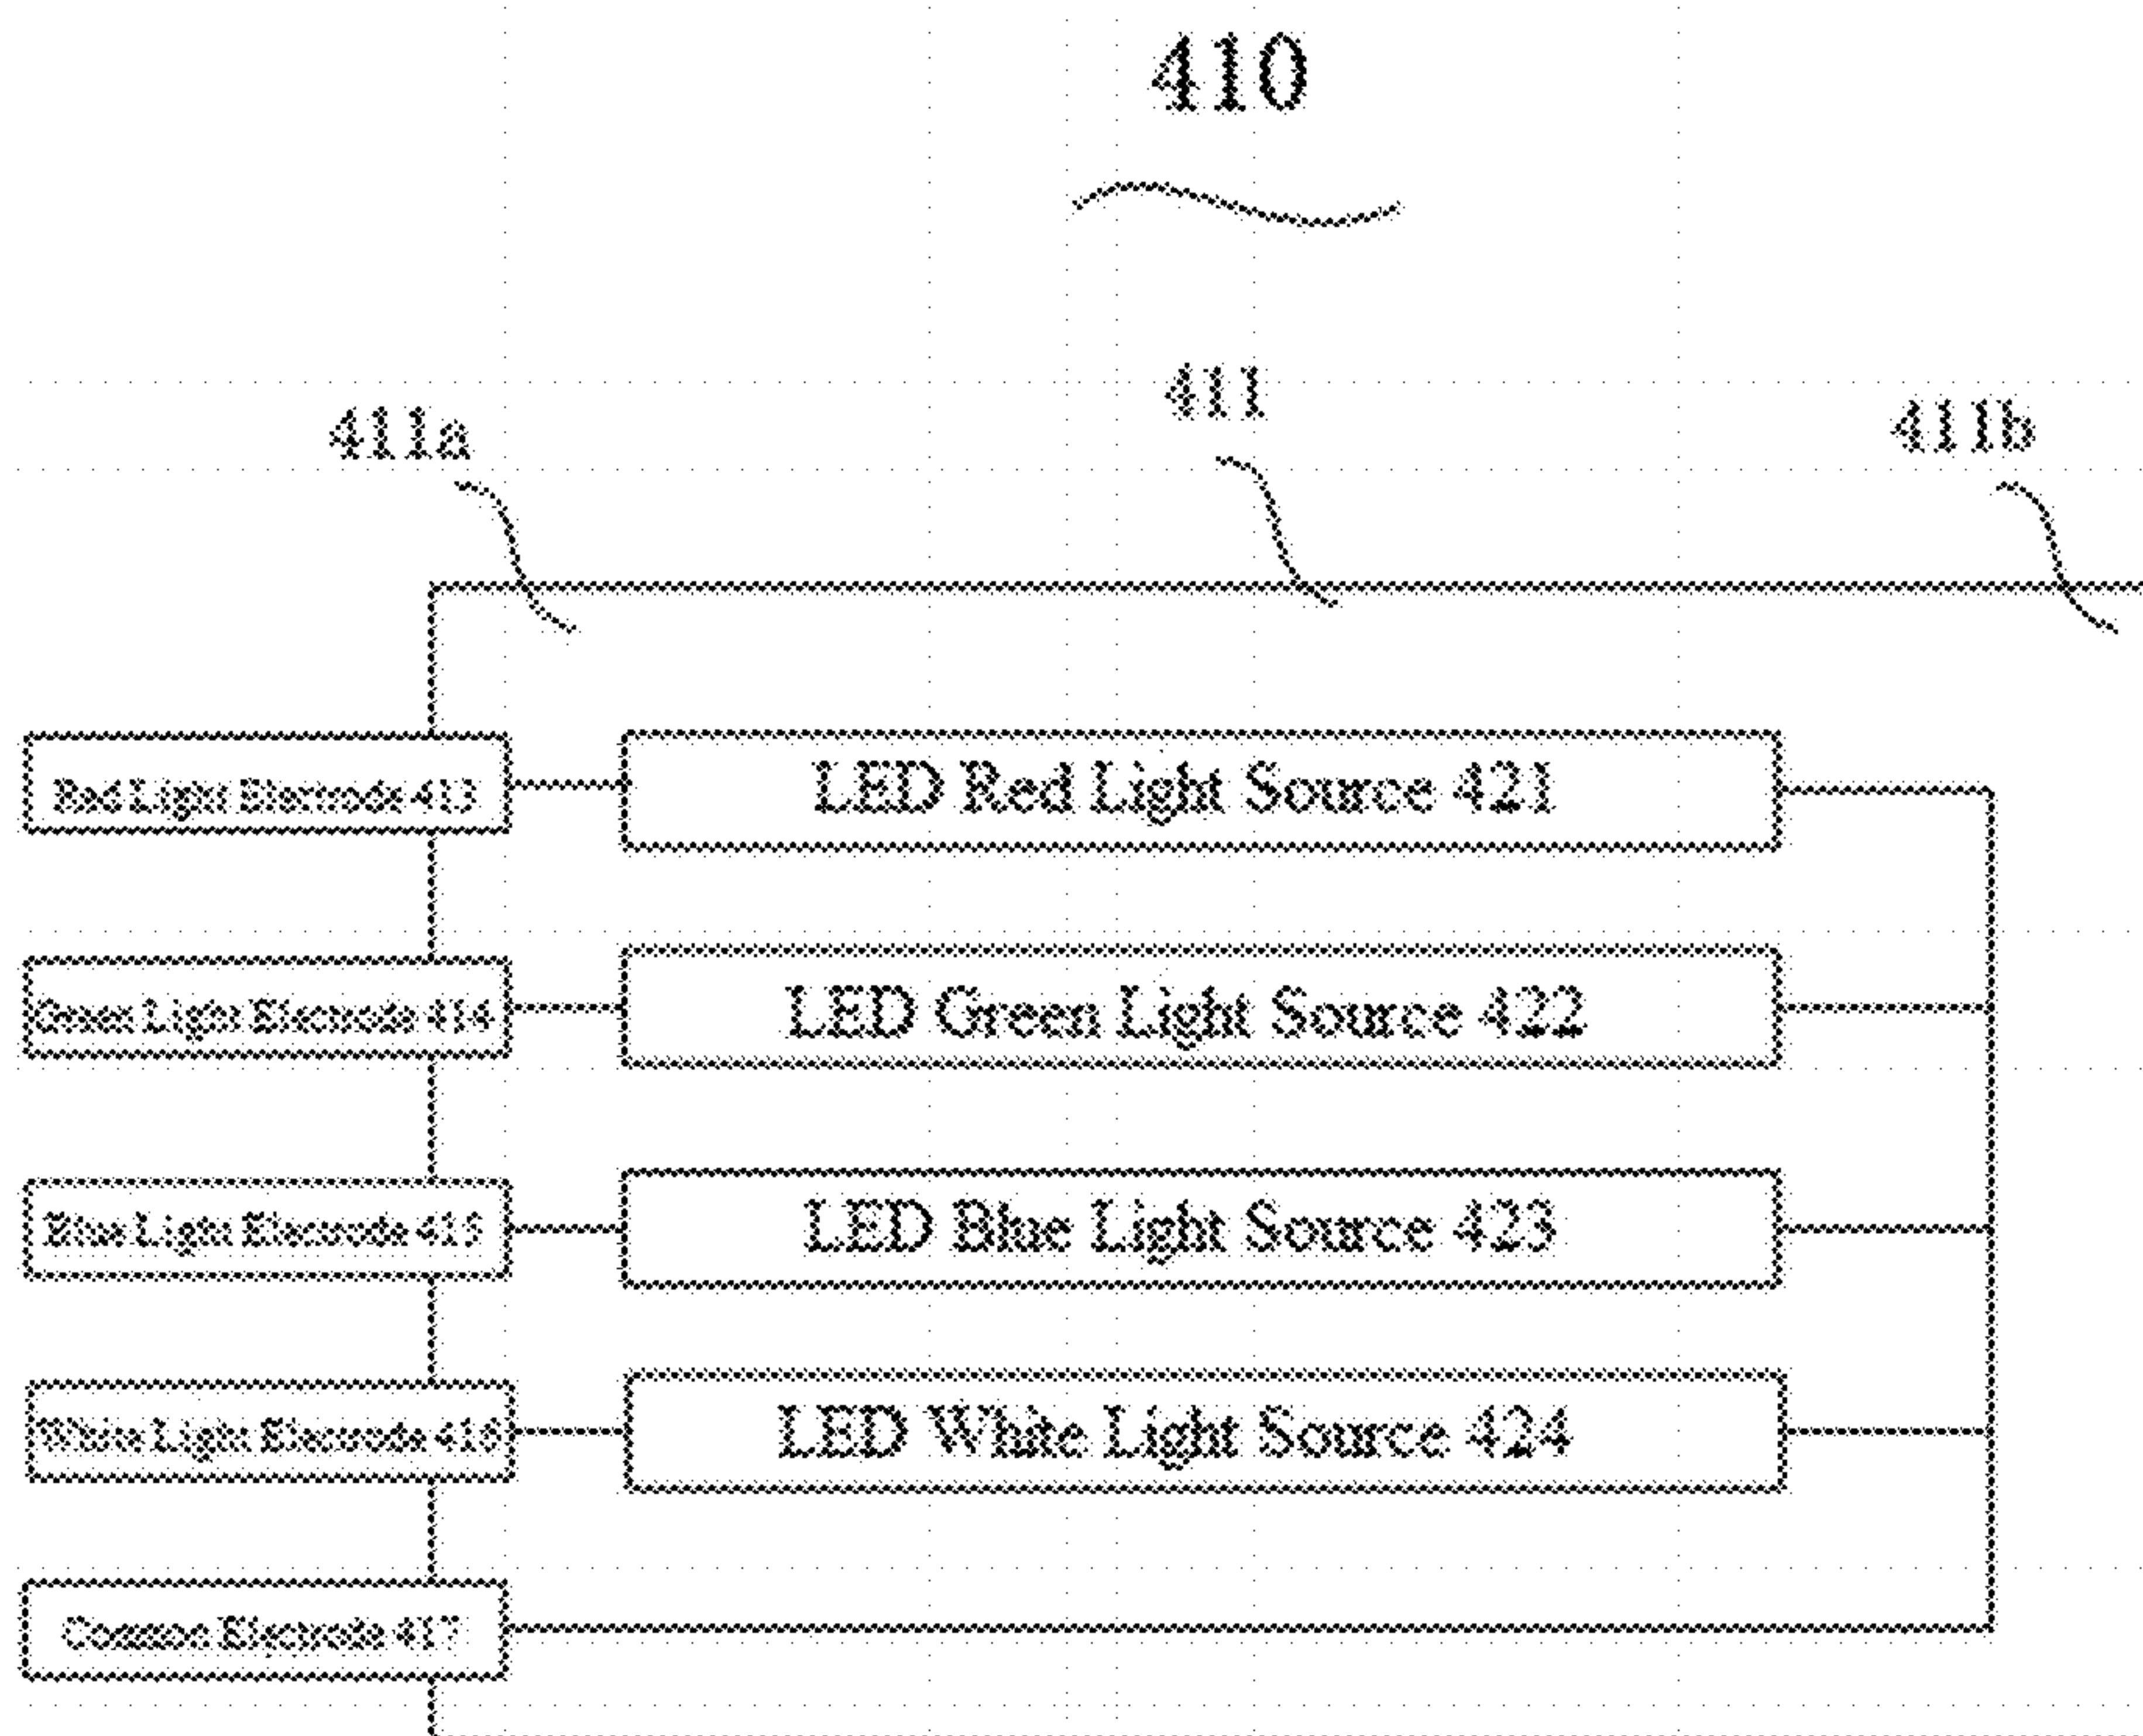 410
411
411a
411b
Red Light Electrode 413
LED Red Light Source 421
Green Light Electrode 414
LED Green Light Source 422
Blue Light Electrode 415
LED Blue Light Source 423
White Light Electrode 416
LED White Light Source 424
Common Electrode 417